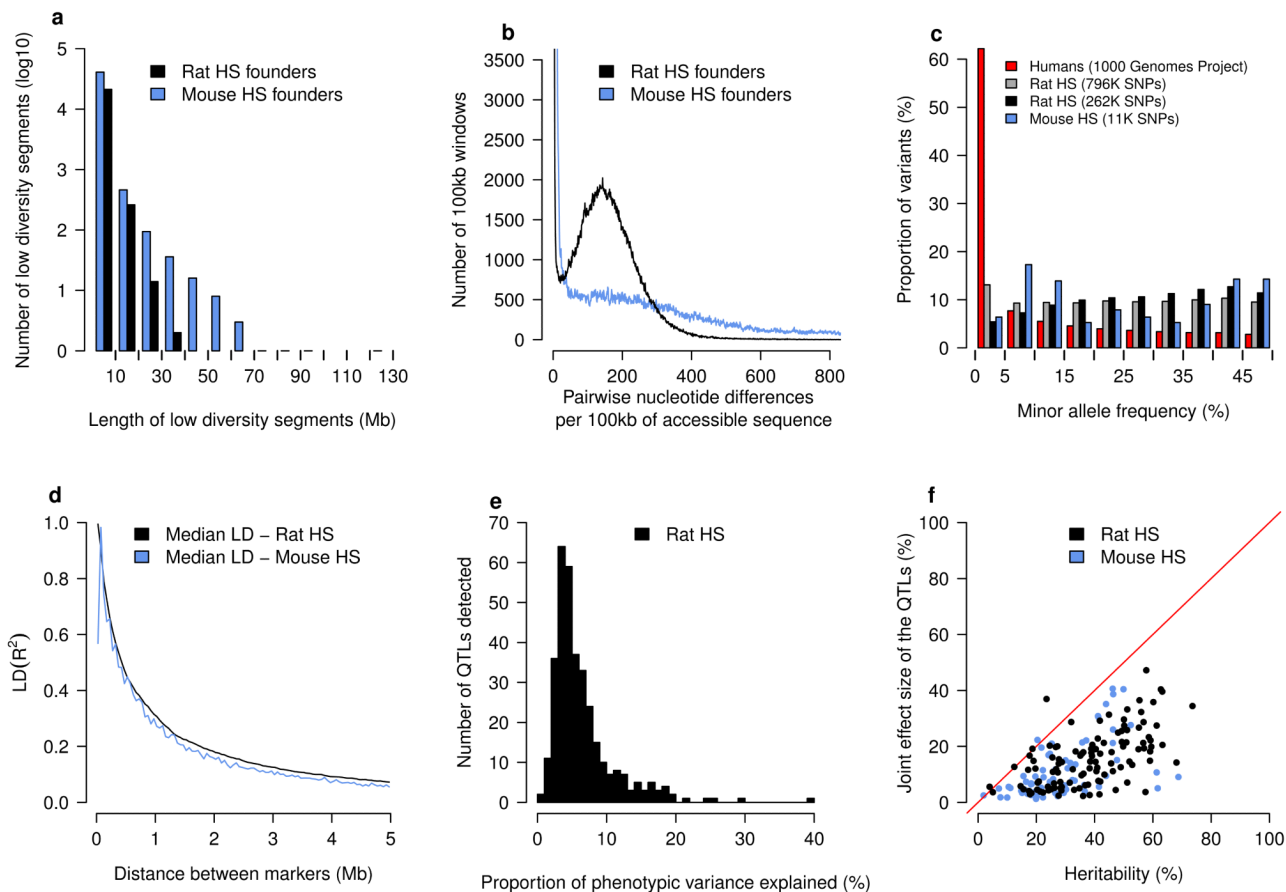 a
Number of low diversity segments (log10)
5
4
3
2
1
0
Rat HS founders
Mouse HS founders
10 30 50 70 90 110 130
Length of low diversity segments (Mb)
b
Number of 100kb windows
3500
3000
2500
2000
1500
1000
500
0
Rat HS founders
Mouse HS founders
0 200 400 600 800
Pairwise nucleotide differences
per 100kb of accessible sequence
c
Proportion of variants (%)
60
50
40
30
20
10
0
Humans (1000 Genomes Project)
Rat HS (796K SNPs)
Rat HS (262K SNPs)
Mouse HS (11K SNPs)
0 5 15 25 35 45
Minor allele frequency (%)
d
LD(R²)
1.0
0.8
0.6
0.4
0.2
0.0
Median LD − Rat HS
Median LD − Mouse HS
0 1 2 3 4 5
Distance between markers (Mb)
e
Number of QTLs detected
70
60
50
40
30
20
10
0
Rat HS
0 10 20 30 40
Proportion of phenotypic variance explained (%)
f
Joint effect size of the QTLs (%)
100
80
60
40
20
0
Rat HS
Mouse HS
0 20 40 60 80 100
Heritability (%)